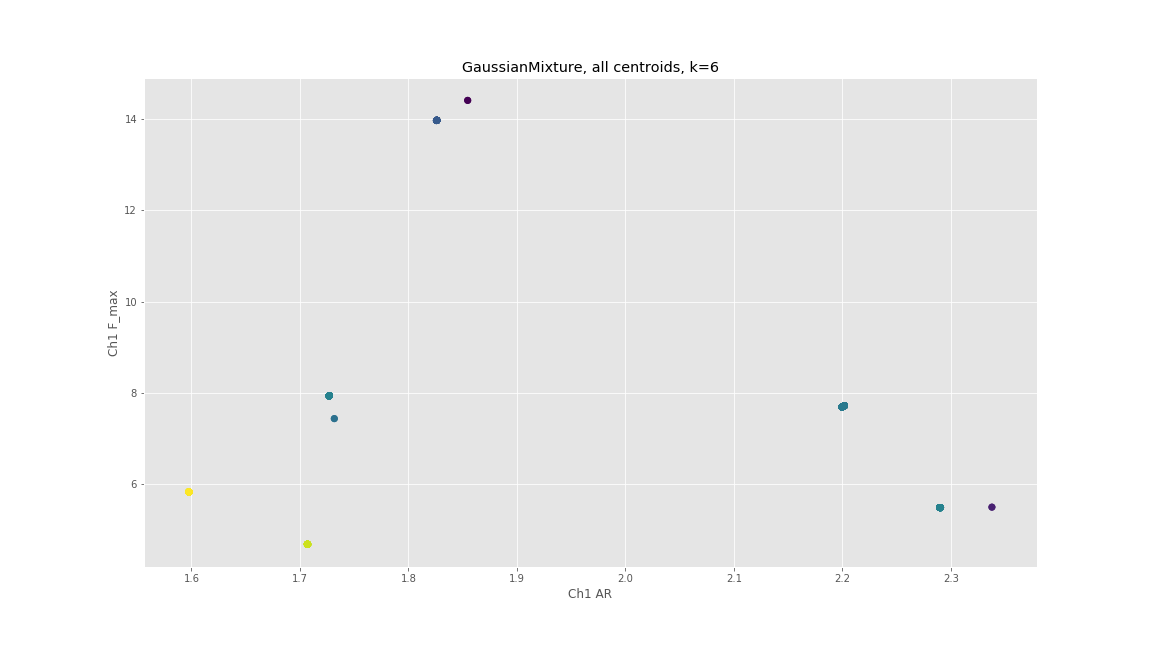 GaussianMixture, all centroids, k=6
14
12
10
8
6
Ch1 F_max
1.6 1.7 1.8 1.9 2.0 2.1 2.2 2.3
Ch1 AR